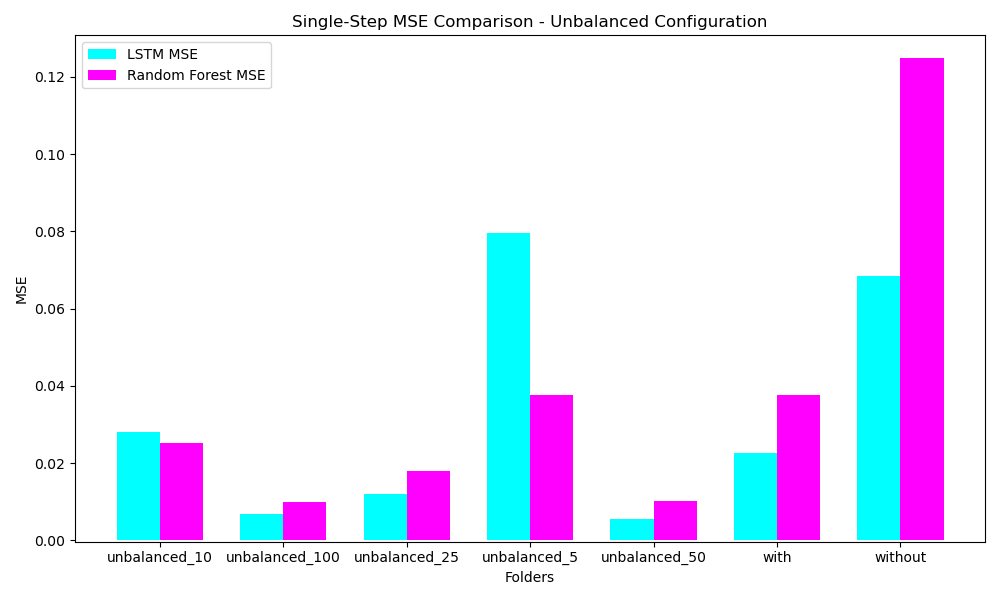 Single-Step MSE Comparison - Unbalanced Configuration
LSTM MSE
Random Forest MSE
MSE
0.12
0.10
0.08
0.06
0.04
0.02
0.00
unbalanced_10 unbalanced_100 unbalanced_25 unbalanced_5 unbalanced_50 with without
Folders